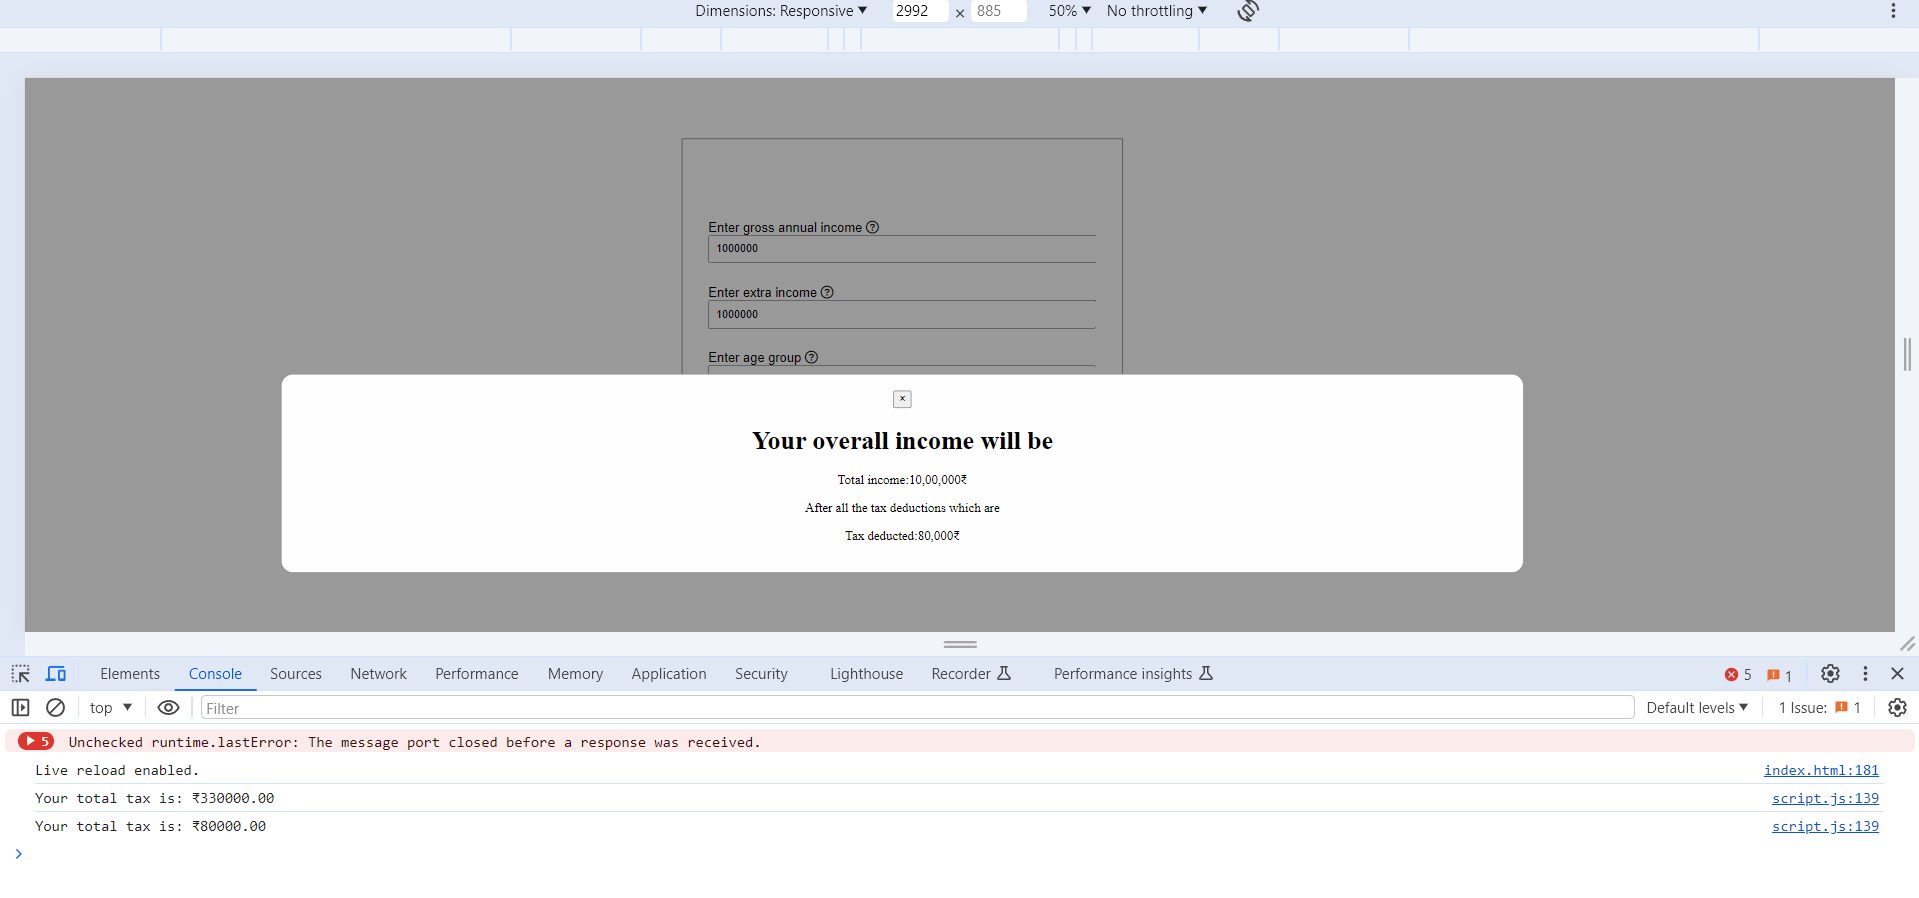 Dimensions: Responsive ▼ 2992 × 885 50% ▼ No throttling ▼
Enter gross annual income ?
1000000
Enter extra income ?
1000000
Enter age group ?
×
Your overall income will be
Total income:10,00,000₹
After all the tax deductions which are
Tax deducted:80,000₹
Elements Console Sources Network Performance Memory Application Security Lighthouse Recorder Performance insights 5 1
top ▼ Filter Default levels ▼ 1 Issue: 1
5 Unchecked runtime.lastError: The message port closed before a response was received.
Live reload enabled. index.html:181
Your total tax is: ₹330000.00 script.js:139
Your total tax is: ₹80000.00 script.js:139